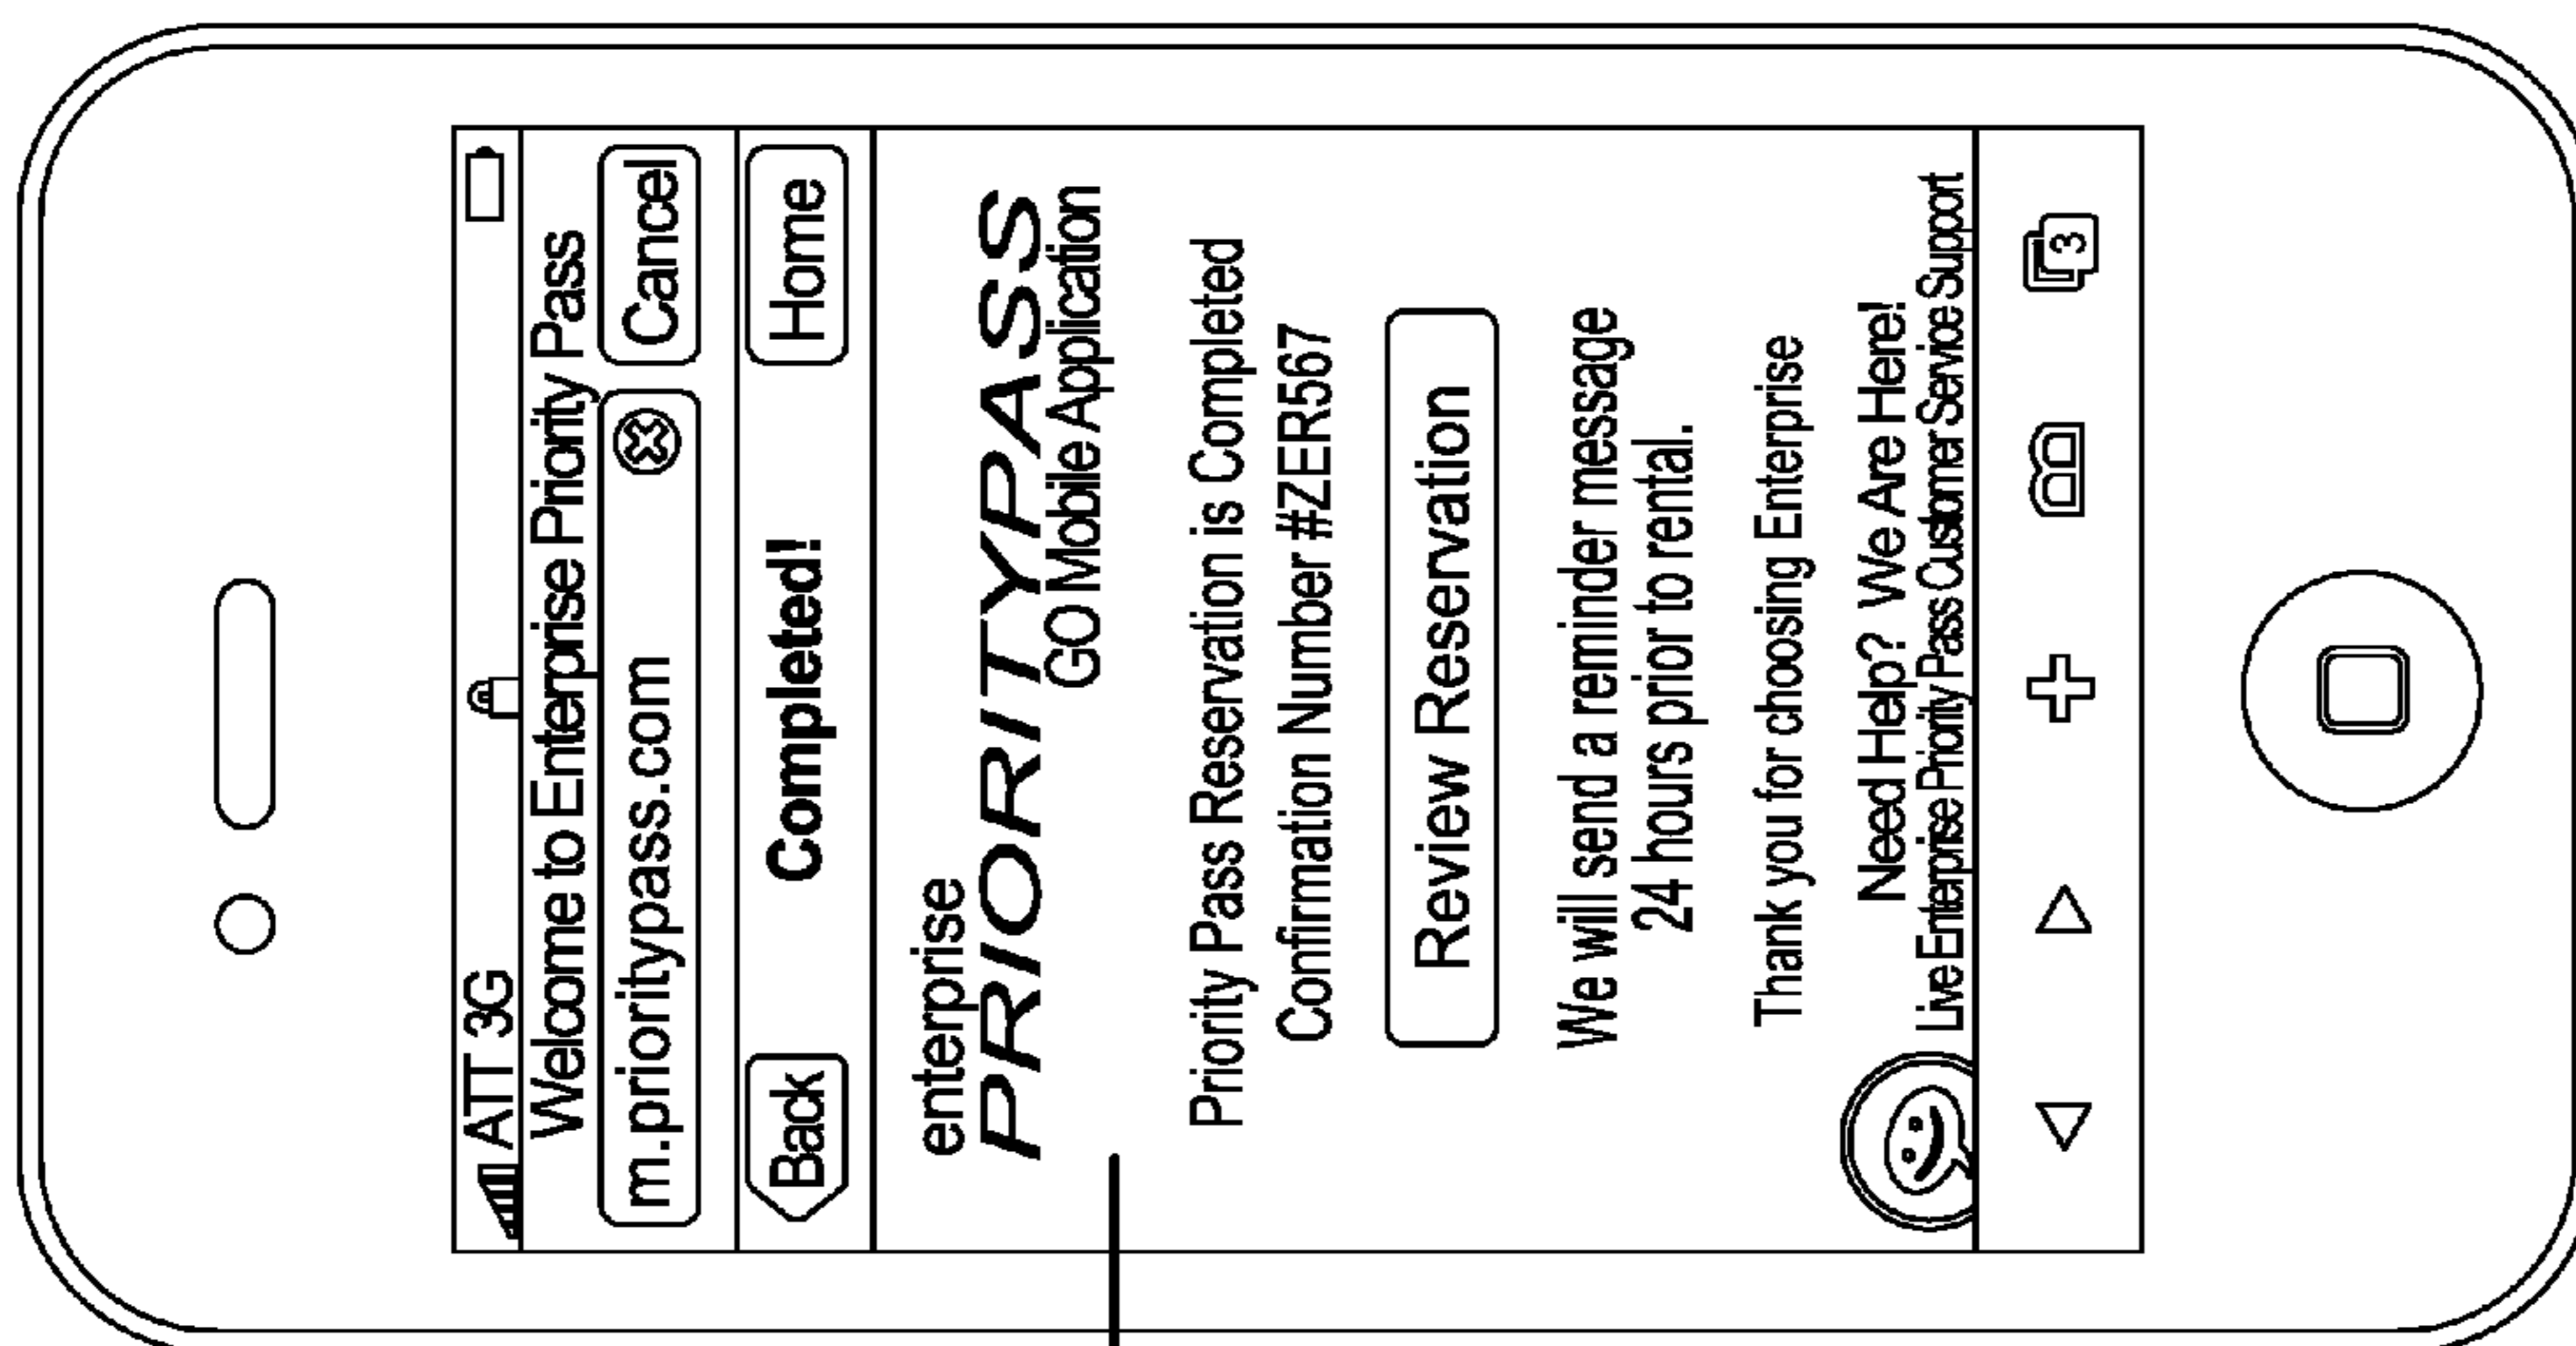 ATT 3G
Welcome to Enterprise Priority Pass
m.prioritypass.com
Cancel
Back
Completed!
Home
enterprise
PRIORITYPASS
GO Mobile Application
Priority Pass Reservation is Completed
Confirmation Number #ZER567
Review Reservation
We will send a reminder message
24 hours prior to rental.
Thank you for choosing Enterprise
Need Help? We Are Here!
Live Enterprise Priority Pass Customer Service Support
3